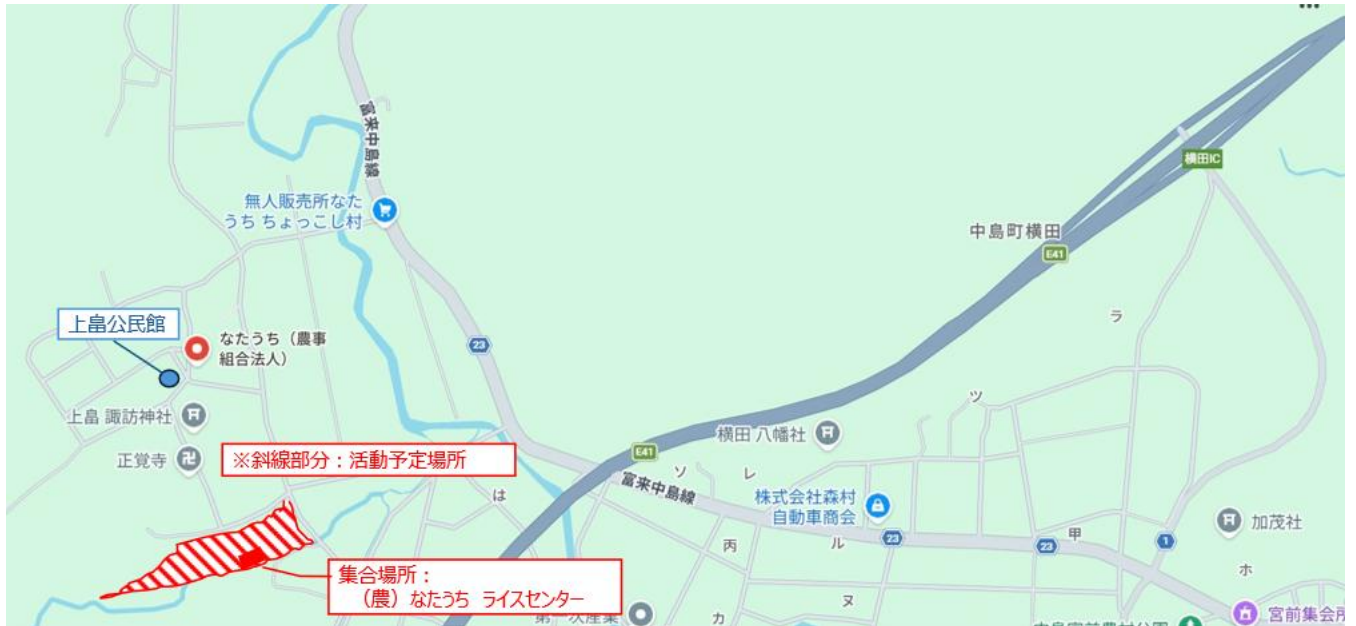 富来中島線
横田IC
無人販売所なた
うち ちょっこし村
中島町横田
E41
上畠公民館
ラ
なたうち（農事
組合法人）
23
ツ
上畠 諏訪神社
横田 八幡社
E41
正覚寺
※斜線部分：活動予定場所
ソ
レ
は
富来中島線
株式会社森村
自動車商会
加茂社
23
甲
23
1
丙
ル
ホ
集合場所：
（農）なたうち ライスセンター
ヌ
カ
宮前集会所